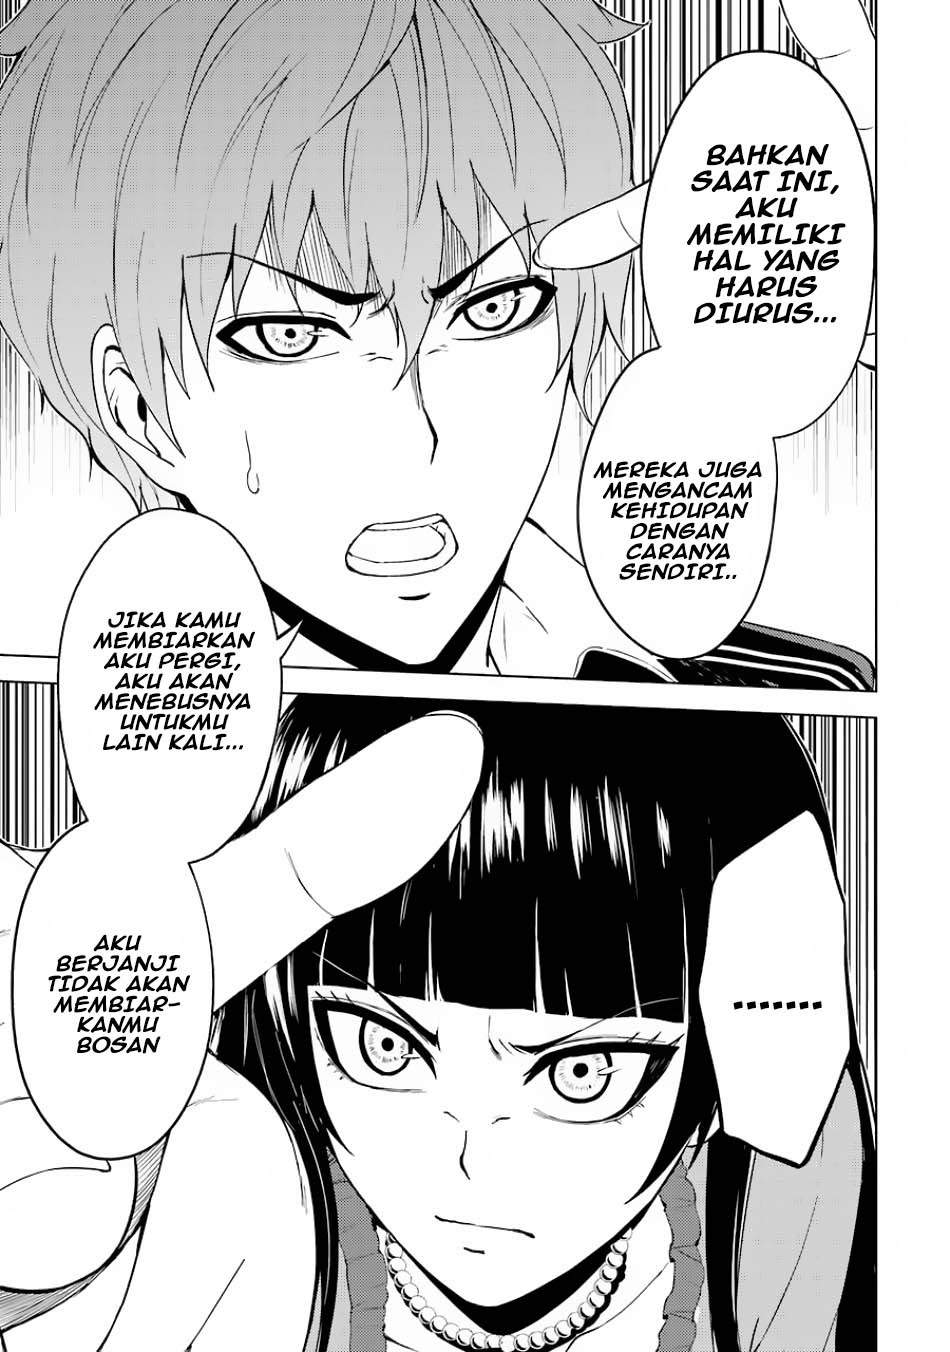 BAHKAN
SAAT INI,
AKU
MEMILIKI
HAL YANG
HARUS
DIURUS...
MEREKA JUGA
MENGANCAM
KEHIDUPAN
DENGAN
CARANYA
SENDIRI..
JIKA KAMU
MEMBIARKAN
AKU PERGI,
AKU AKAN
MENEBUSNYA
UNTUKMU
LAIN KALI...
AKU
BERJANJI
TIDAK AKAN
MEMBIAR-
KANMU
BOSAN
.......